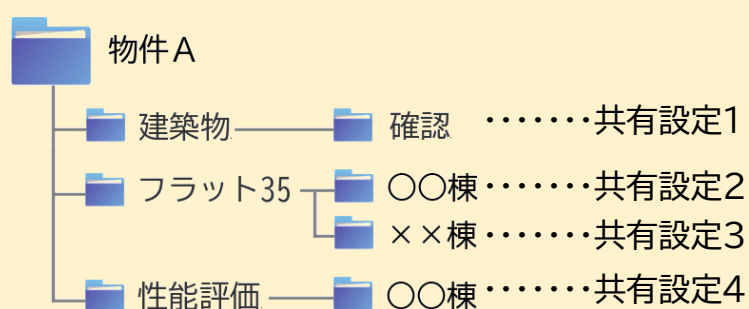 物件A
建築物 確認 ・・・・・・・共有設定1
フラット35 〇〇棟・・・・・・・共有設定2
××棟・・・・・・・共有設定3
性能評価 〇〇棟・・・・・・・共有設定4